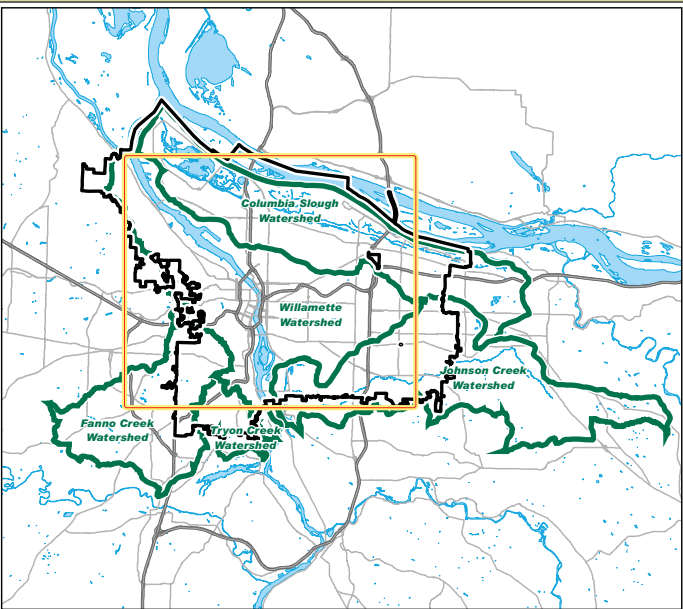 Columbia Slough
Watershed
Willamette
Watershed
Johnson Creek
Watershed
Fanno Creek
Watershed
Tryon Creek
Watershed